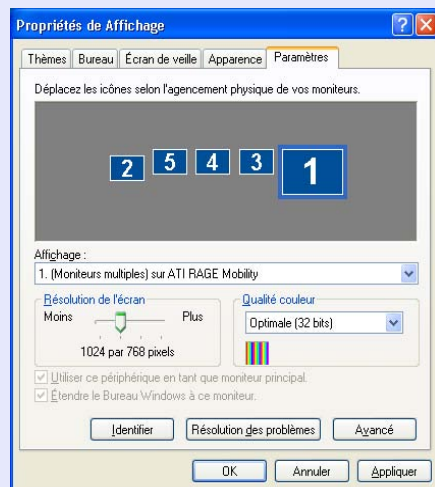 Propriétés de Affichage
Thèmes Bureau Écran de veille Apparence Paramètres
Déplacez les icônes selon l'agencement physique de vos moniteurs.
2 5 4 3 1
Affichage :
1. (Moniteurs multiples) sur ATI RAGE Mobility
Résolution de l'écran
Moins Plus
1024 par 768 pixels
Qualité couleur
Optimale (32 bits)
Utiliser ce périphérique en tant que moniteur principal.
Étendre le Bureau Windows à ce moniteur.
Identifier Résolution des problèmes Avancé
OK Annuler Appliquer